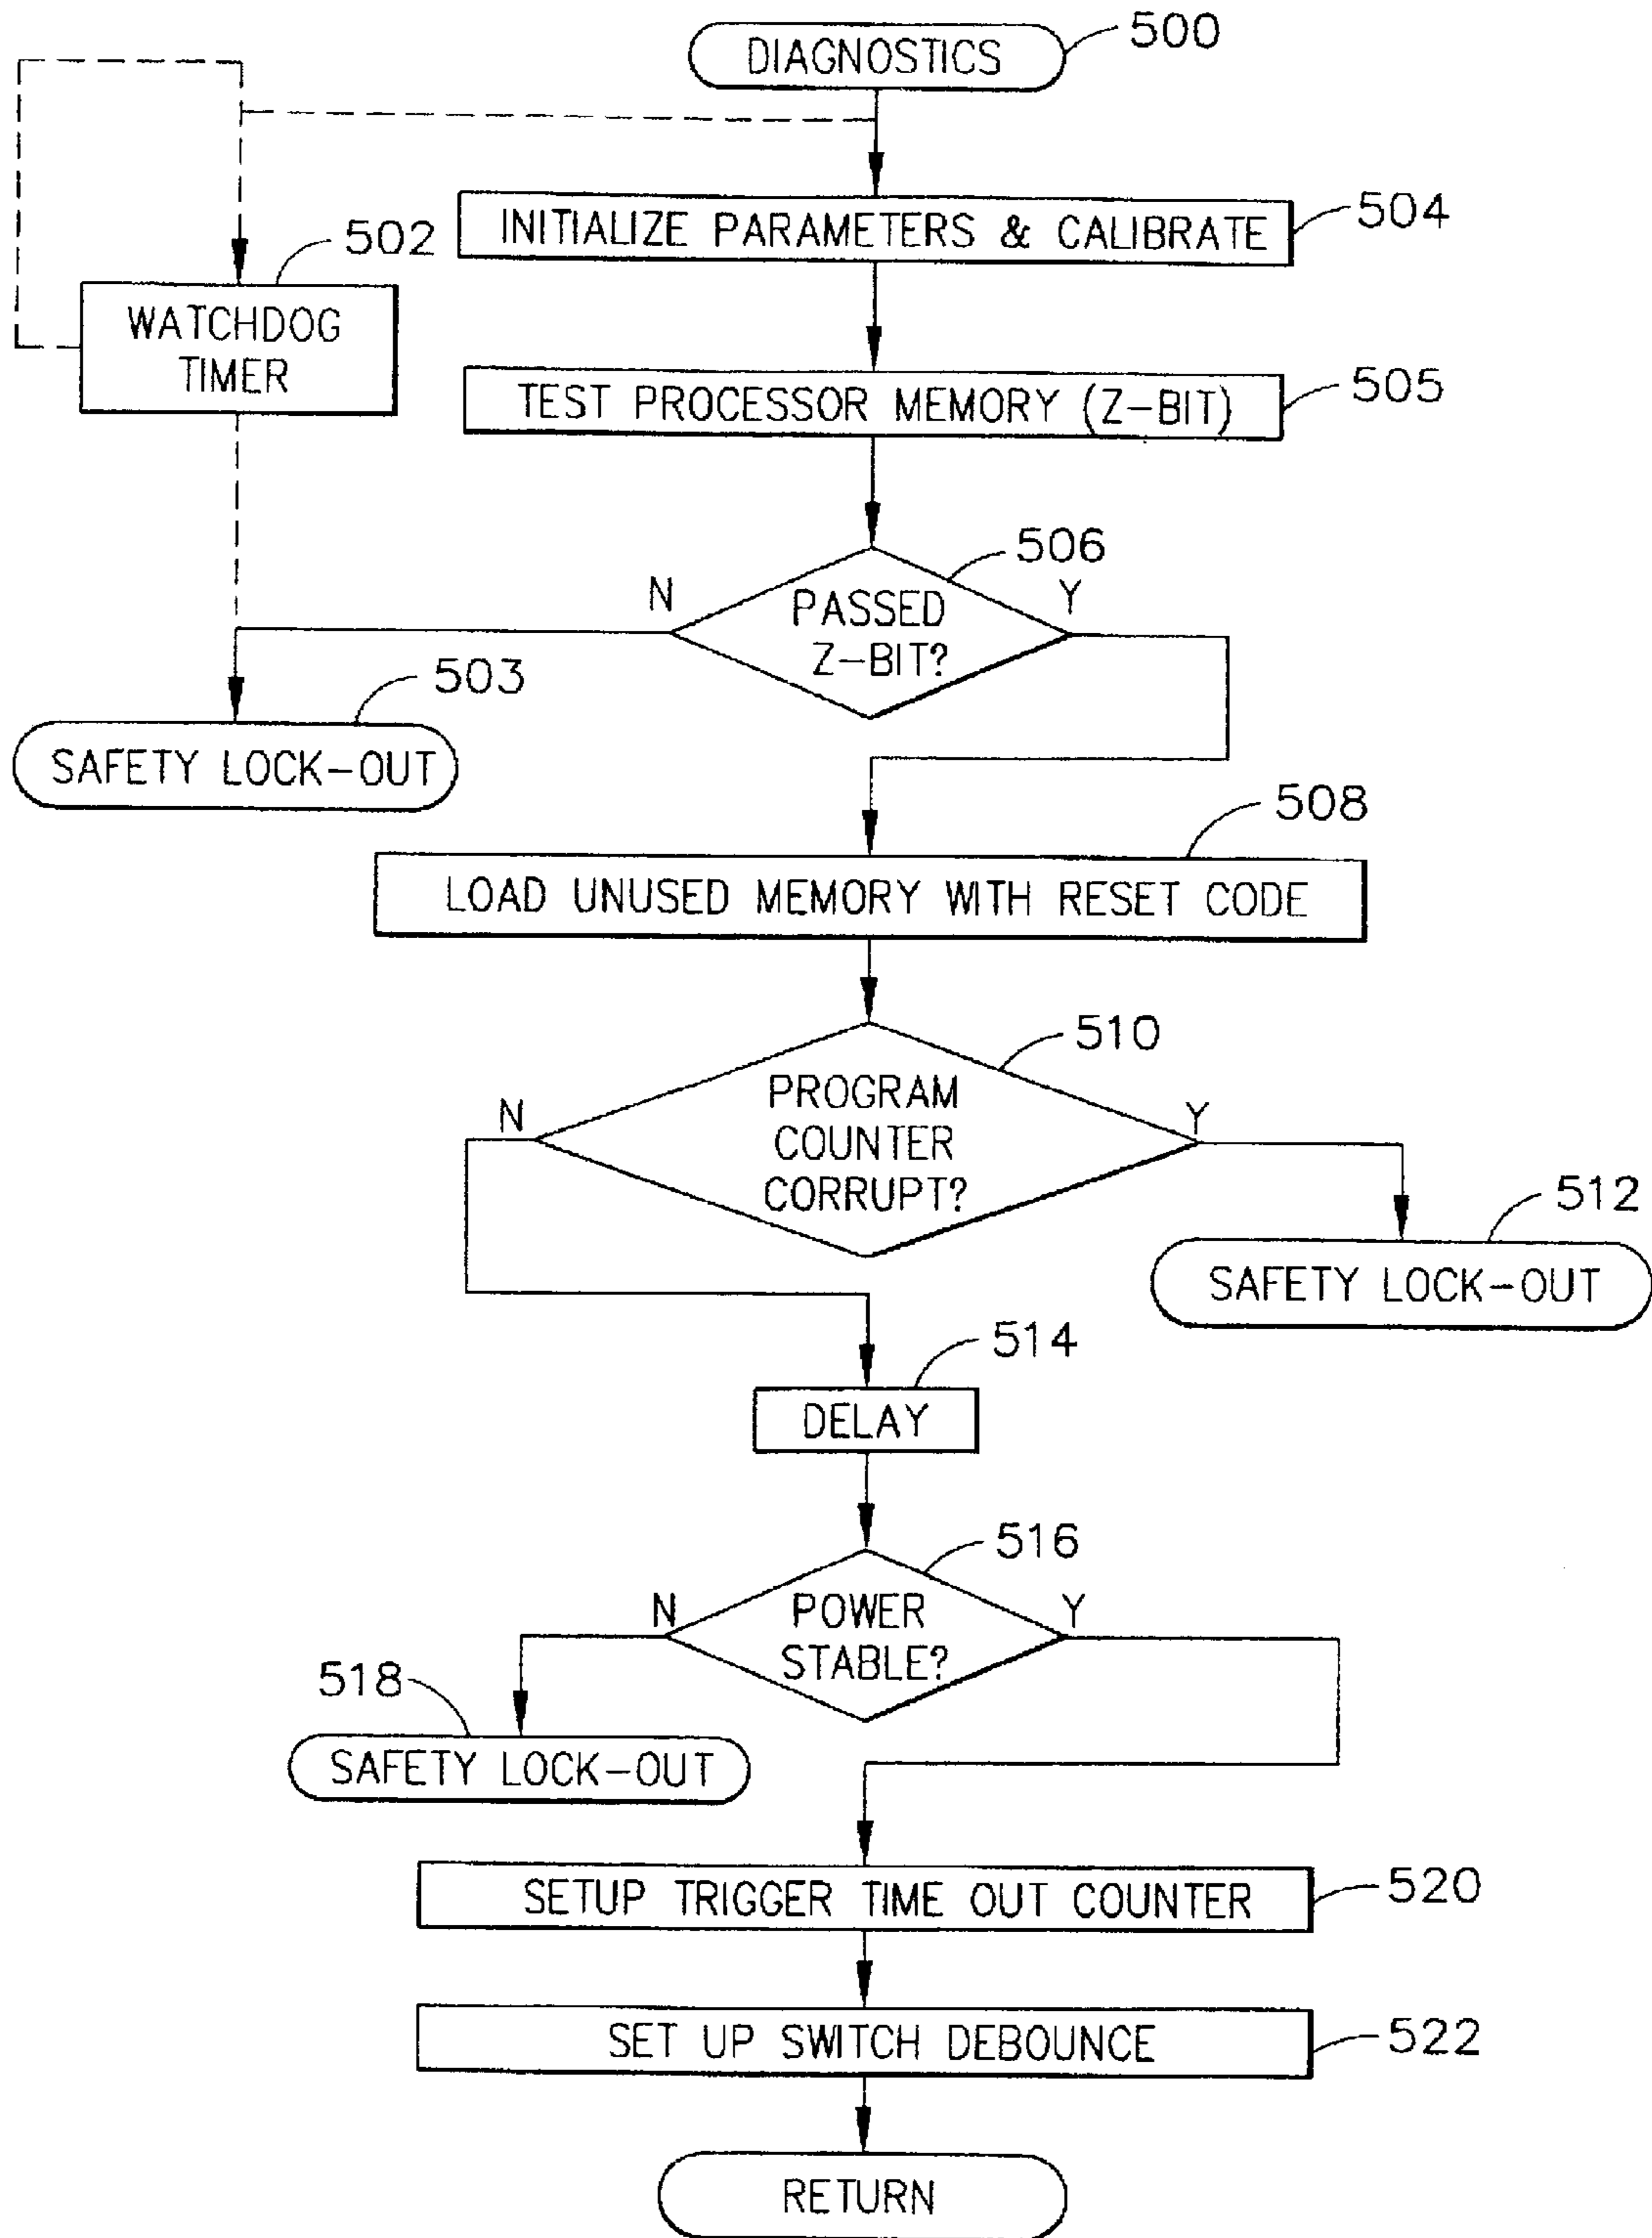 DIAGNOSTICS
500
INITIALIZE PARAMETERS & CALIBRATE
504
502
WATCHDOG
TIMER
TEST PROCESSOR MEMORY (Z-BIT)
505
506
N
Y
PASSED
Z-BIT?
503
SAFETY LOCK-OUT
508
LOAD UNUSED MEMORY WITH RESET CODE
510
N
Y
PROGRAM
COUNTER
CORRUPT?
512
SAFETY LOCK-OUT
514
DELAY
516
N
Y
POWER
STABLE?
518
SAFETY LOCK-OUT
SETUP TRIGGER TIME OUT COUNTER
520
SET UP SWITCH DEBOUNCE
522
RETURN